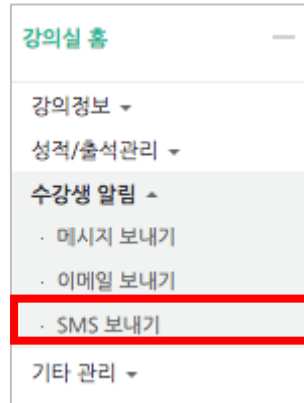 강의실 홈
강의정보
성적/출석관리
수강생 알림
· 메시지 보내기
· 이메일 보내기
· SMS 보내기
기타 관리